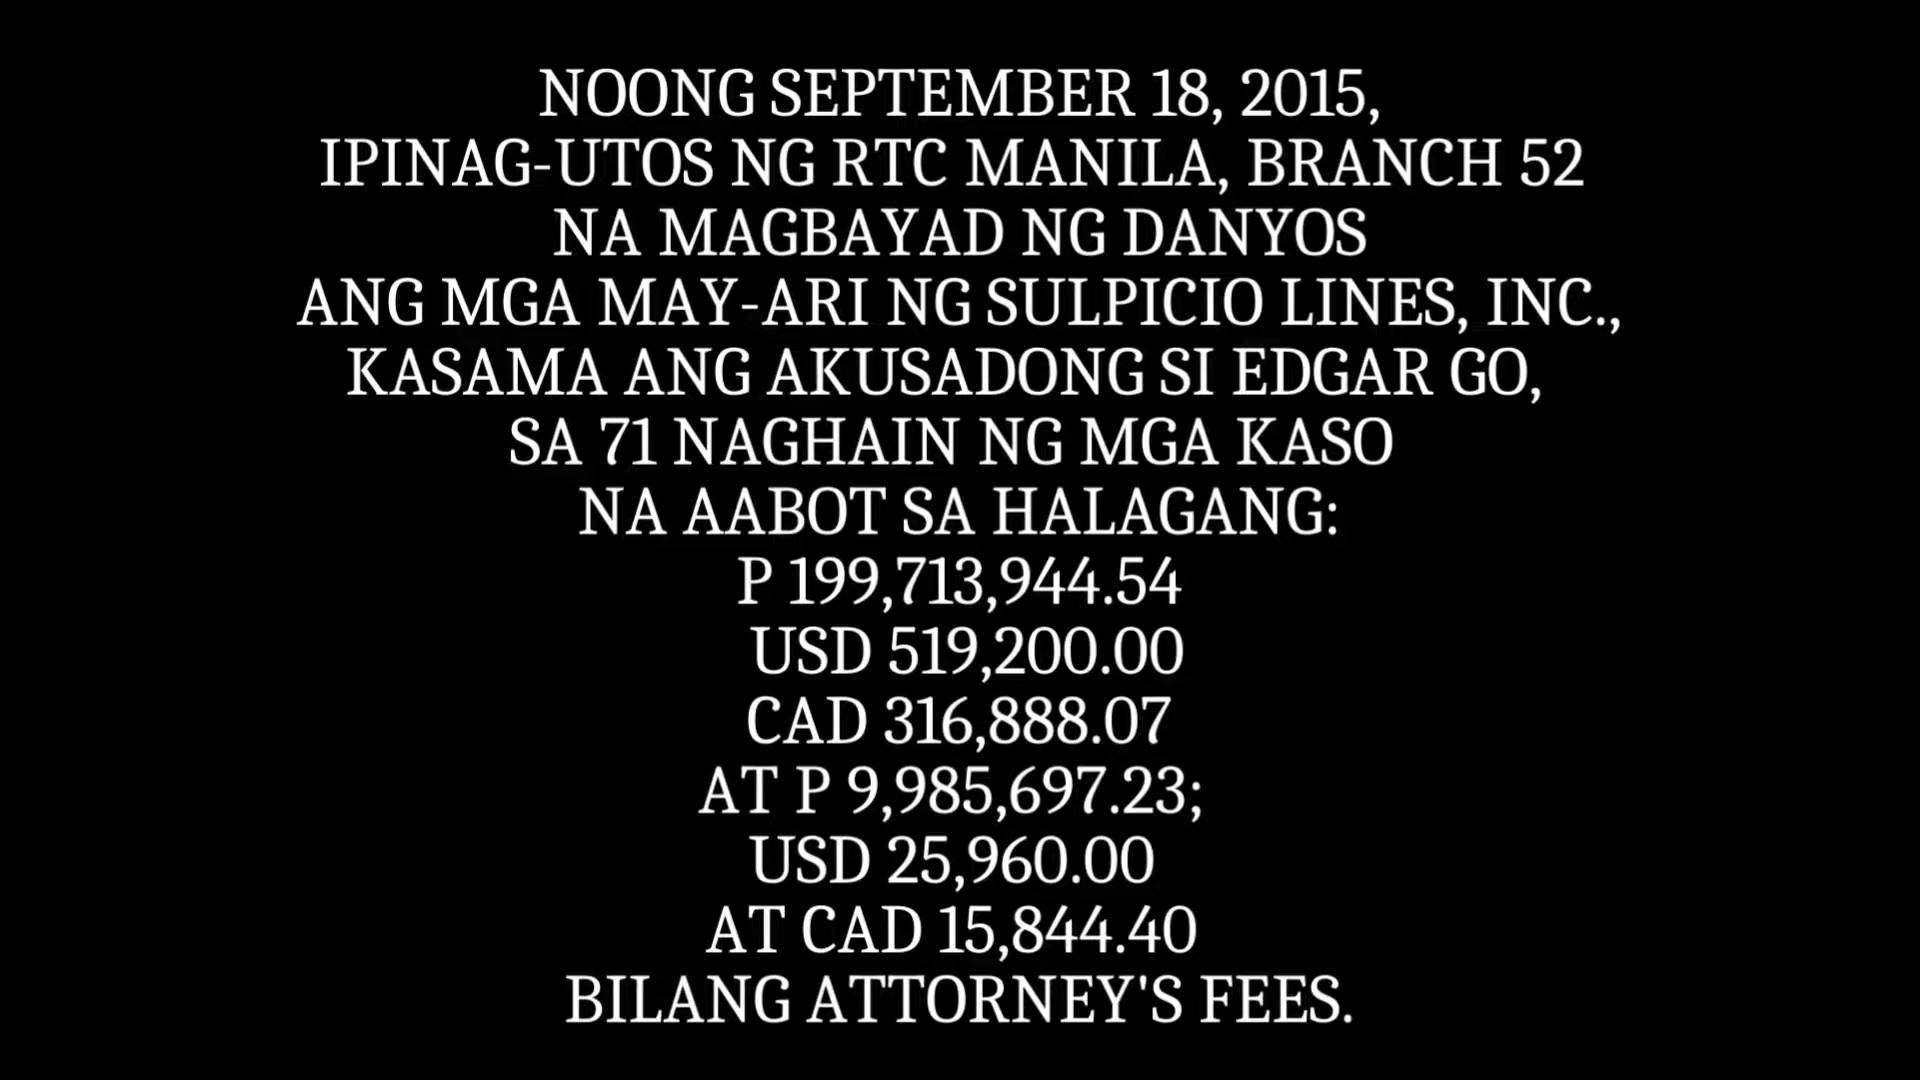 NOONG SEPTEMBER 18, 2015,
IPINAG-UTOS NG RTC MANILA, BRANCH 52
NA MAGBAYAD NG DANYOS
ANG MGA MAY-ARI NG SULPICIO LINES, INC.,
KASAMA ANG AKUSADONG SI EDGAR GO,
SA 71 NAGHAIN NG MGA KASO
NA AABOT SA HALAGANG:
P 199,713,944.54
USD 519,200.00
CAD 316,888.07
AT P 9,985,697.23;
USD 25,960.00
AT CAD 15,844.40
BILANG ATTORNEY'S FEES.